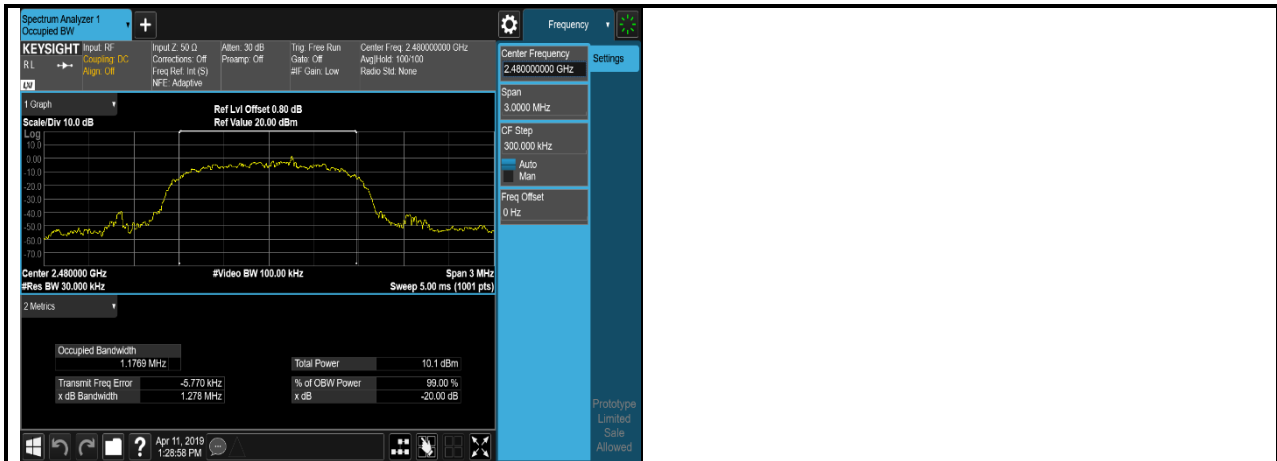 Spectrum Analyzer 1
Occupied BW
+
Frequency
KEYSIGHT
RL
LXI
Input: RF
Coupling: DC
Align: Off
Input Z: 50 Ω
Corrections: Off
Freq Ref: Int (S)
NFE: Adaptive
Atten: 30 dB
Preamp: Off
Trig: Free Run
Gate: Off
#IF Gain: Low
Center Freq: 2.480000000 GHz
Avg|Hold: 100/100
Radio Std: None
Center Frequency
2.480000000 GHz
Settings
Span
3.0000 MHz
CF Step
300.000 kHz
Auto
Man
Freq Offset
0 Hz
1 Graph
Scale/Div 10.0 dB
Ref Lvl Offset 0.80 dB
Ref Value 20.00 dBm
Log
10.0
0.00
-10.0
-20.0
-30.0
-40.0
-50.0
-60.0
-70.0
Center 2.480000 GHz
#Video BW 100.00 kHz
Span 3 MHz
#Res BW 30.000 kHz
Sweep 5.00 ms (1001 pts)
2 Metrics
Occupied Bandwidth
1.1769 MHz
Total Power 10.1 dBm
Transmit Freq Error -5.770 kHz
% of OBW Power 99.00 %
x dB Bandwidth 1.278 MHz
x dB -20.00 dB
Prototype
Limited
Sale
Allowed
?
Apr 11, 2019
1:28:58 PM